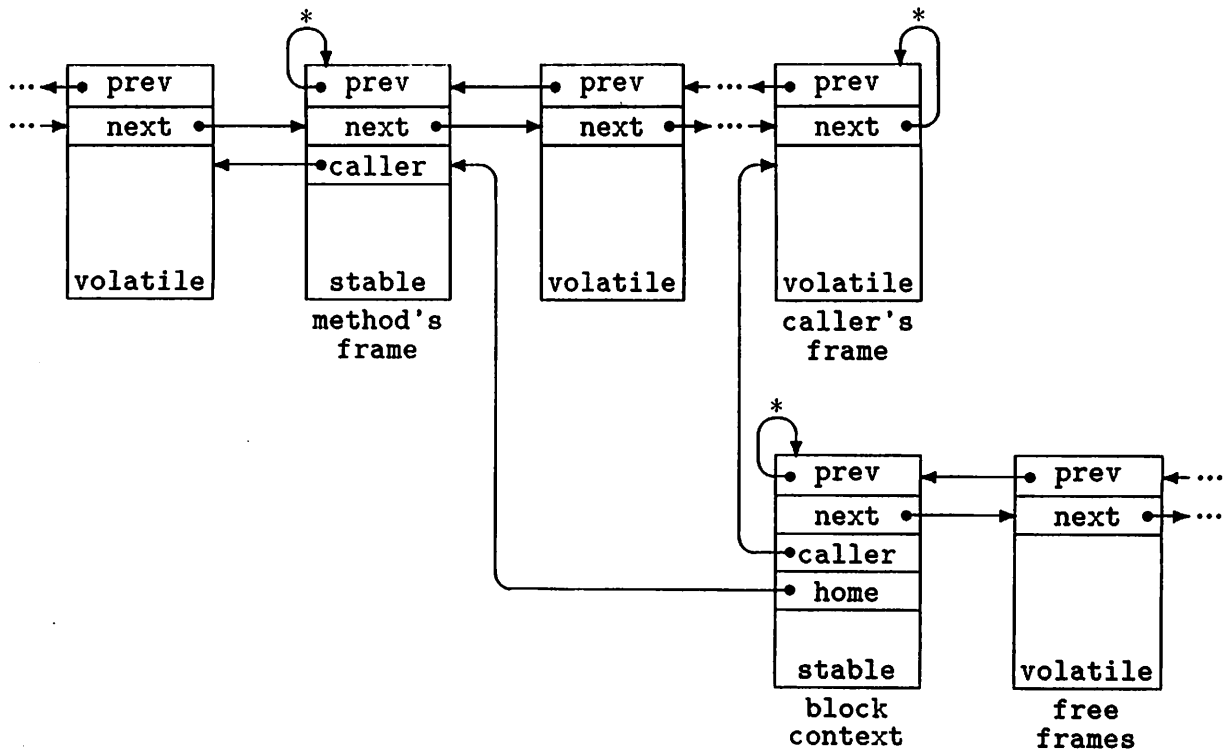 * *
... prev prev prev ... prev
... next next next ... next
caller
volatile stable volatile volatile
method's caller's
frame frame
*
prev prev ...
next next ...
caller
home
stable volatile
block free
context frames